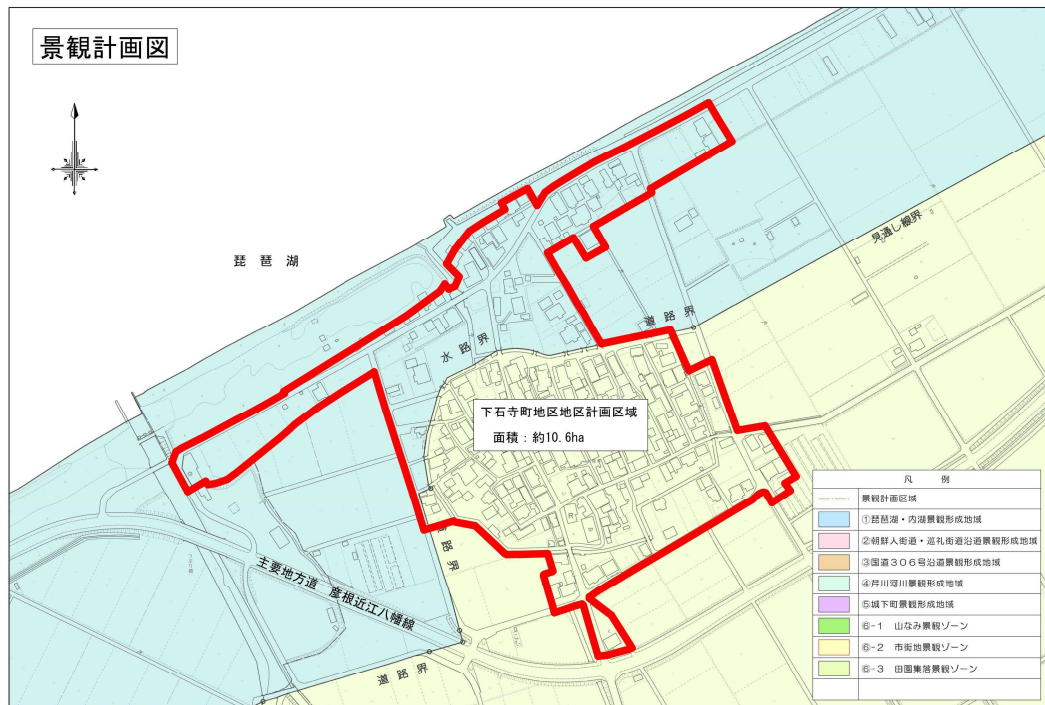 景観計画図
琵琶湖
見通し線界
道路界
水路界
下石寺町地区地区計画区域
面積：約10.6ha
道路界
主要地方道 彦根近江八幡線
道路界
凡例
景観計画区域
①琵琶湖・内湖景観形成地域
②朝鮮人街道・巡礼街道沿道景観形成地域
③国道３０６号沿道景観形成地域
④芹川河川景観形成地域
⑤城下町景観形成地域
⑥-１ 山なみ景観ゾーン
⑥-２ 市街地景観ゾーン
⑥-３ 田園集落景観ゾーン